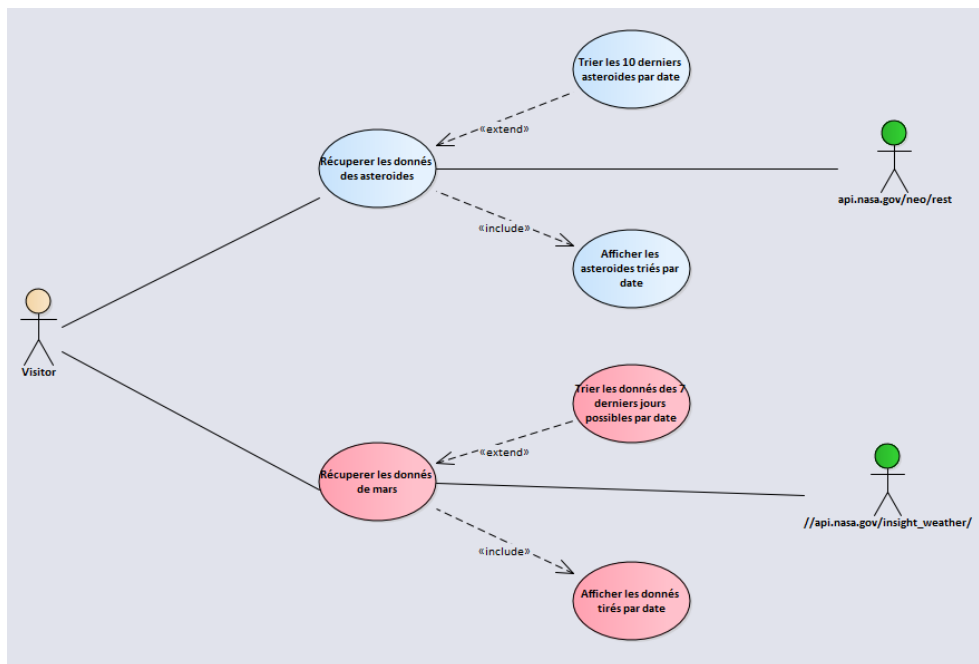 Trier les 10 derniers
asteroides par date
«extend»
Récuperer les donnés
des asteroides
api.nasa.gov/neo/rest
«include»
Afficher les
asteroides triés par
date
Visitor
Trier les donnés des 7
derniers jours
possibles par date
«extend»
Récuperer les donnés
de mars
//api.nasa.gov/insight_weather/
«include»
Afficher les donnés
tirés par date